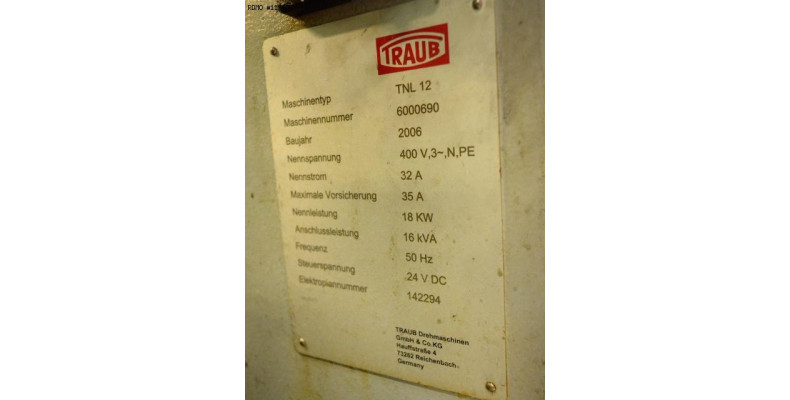 TRAUB
Maschinentyp TNL 12
Maschinennummer 6000690
Baujahr 2006
Nennspannung 400 V,3~,N,PE
Nennstrom 32 A
Maximale Vorsicherung 35 A
Nennleistung 18 KW
Anschlussleistung 16 kVA
Frequenz 50 Hz
Steuerspannung 24 V DC
Elektroplannummer 142294
TRAUB Drehmaschinen
GmbH & Co.KG
Hauffstraße 4
73262 Reichenbach
Germany